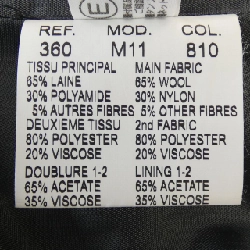 E
REF. MOD. COL.
360 M11 810
TISSU PRINCIPAL MAIN FABRIC
65% LAINE 65% WOOL
30% POLYAMIDE 30% NYLON
5% AUTRES FIBRES 5% OTHER FIBRES
DEUXIEME TISSU 2nd FABRIC
80% POLYESTER 80% POLYESTER
20% VISCOSE 20% VISCOSE
DOUBLURE 1-2 LINING 1-2
65% ACETATE 65% ACETATE
35% VISCOSE 35% VISCOSE